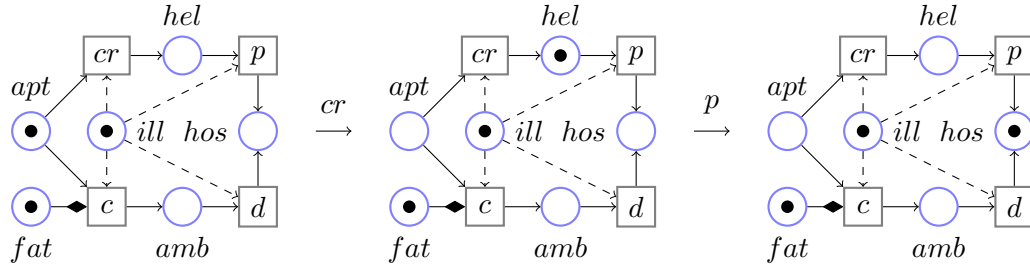 hel hel hel
cr p cr p cr p
apt apt apt
cr p
ill hos ill hos ill hos
c d c d c d
fat amb fat amb fat amb